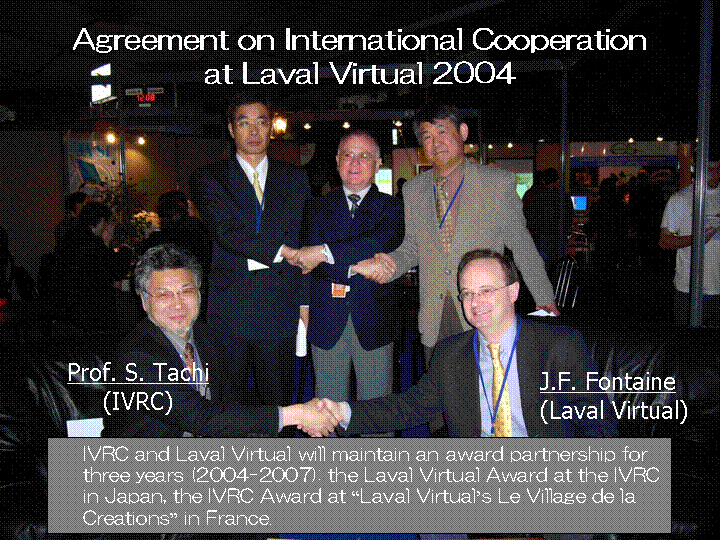 Agreement on International Cooperation
at Laval Virtual 2004
12:08
Prof. S. Tachi
(IVRC)
J.F. Fontaine
(Laval Virtual)
IVRC and Laval Virtual will maintain an award partnership for
three years (2004-2007): the Laval Virtual Award at the IVRC
in Japan, the IVRC Award at “Laval Virtual’s Le Village de la
Creations” in France.